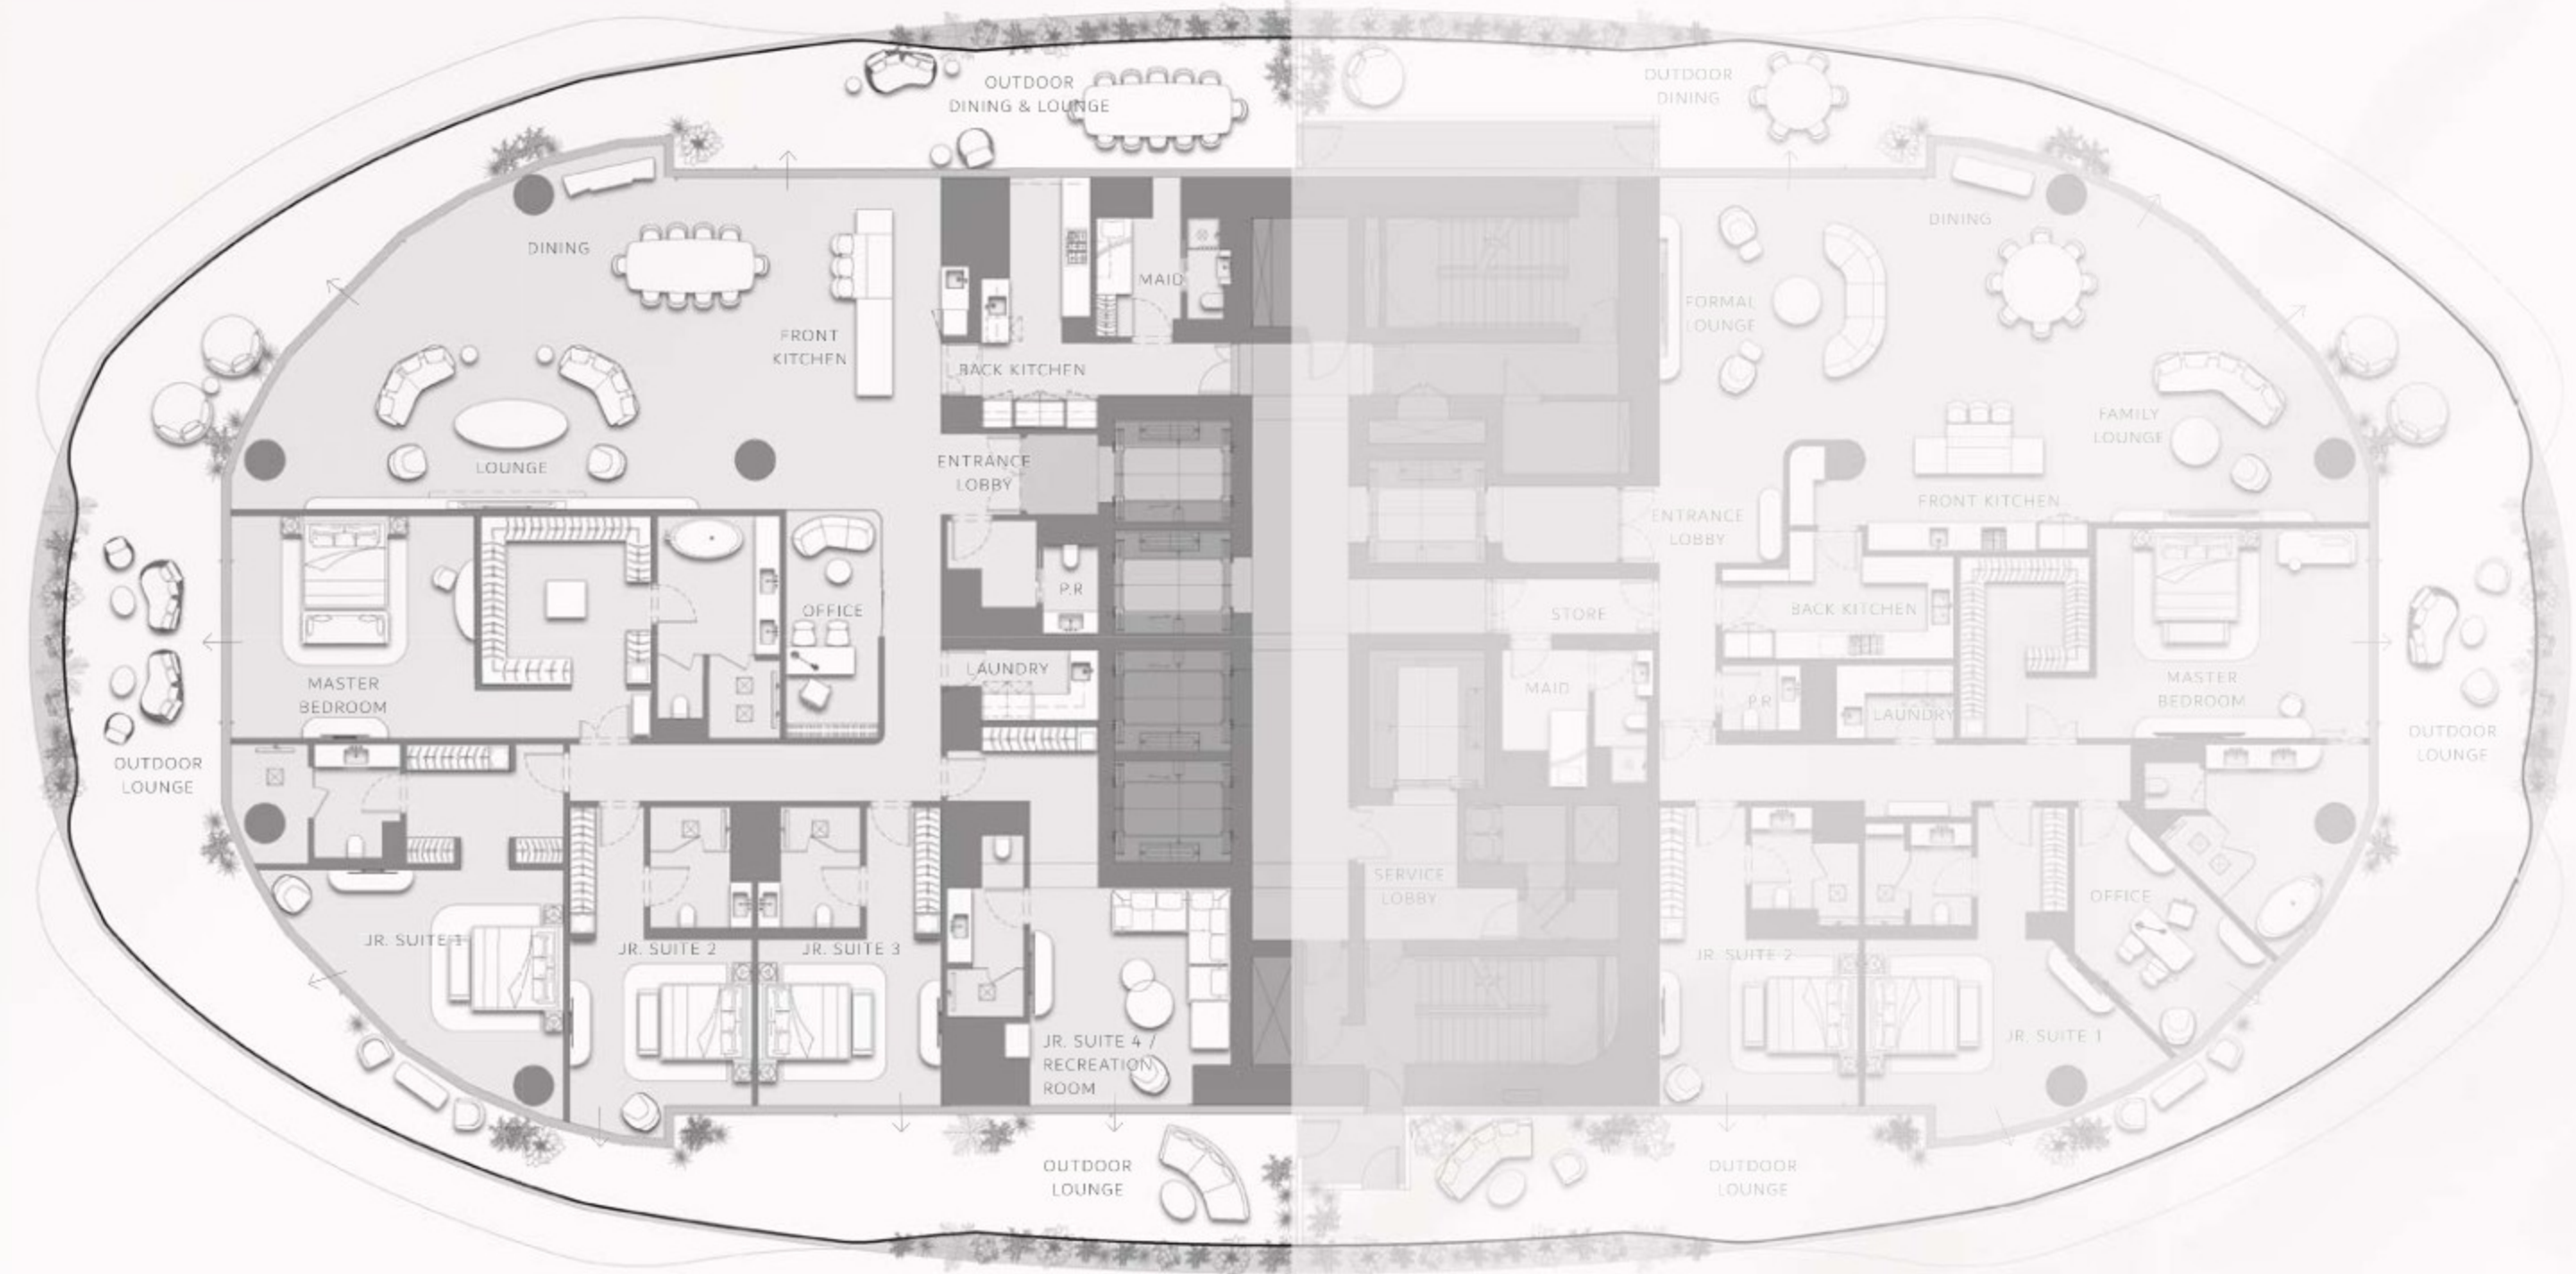 OUTDOOR
DINING & LOUNGE
OUTDOOR
DINING
DINING
MAID
FRONT
KITCHEN
BACK KITCHEN
LOUNGE
ENTRANCE
LOBBY
OFFICE
P.R
LAUNDRY
MASTER
BEDROOM
OUTDOOR
LOUNGE
JR. SUITE 1
JR. SUITE 2
JR. SUITE 3
JR. SUITE 4 /
RECREATION
ROOM
OUTDOOR
LOUNGE
DINING
FORMAL
LOUNGE
FAMILY
LOUNGE
FRONT KITCHEN
ENTRANCE
LOBBY
STORE
BACK KITCHEN
MAID
P.R
LAUNDRY
MASTER
BEDROOM
OUTDOOR
LOUNGE
SERVICE
LOBBY
OFFICE
JR. SUITE 2
JR. SUITE 1
OUTDOOR
LOUNGE